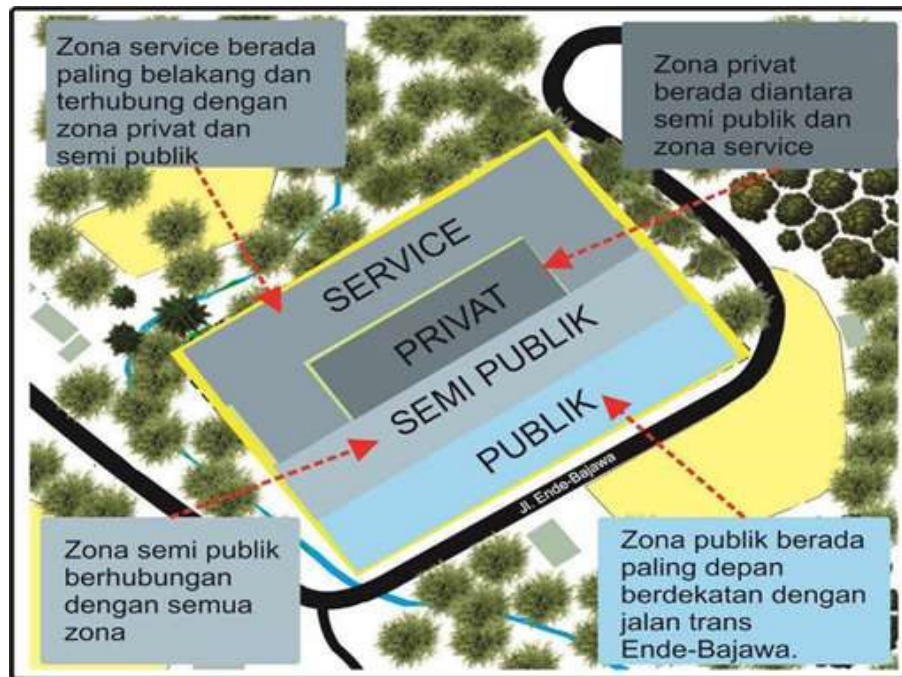 Zona service berada
paling belakang dan
terhubung dengan
zona privat dan
semi publik
Zona privat
berada diantara
semi publik dan
zona service
SERVICE
PRIVAT
SEMI PUBLIK
PUBLIK
Jl. Ende-Bajawa
Zona semi publik
berhubungan
dengan semua
zona
Zona publik berada
paling depan
berdekatan dengan
jalan trans
Ende-Bajawa.